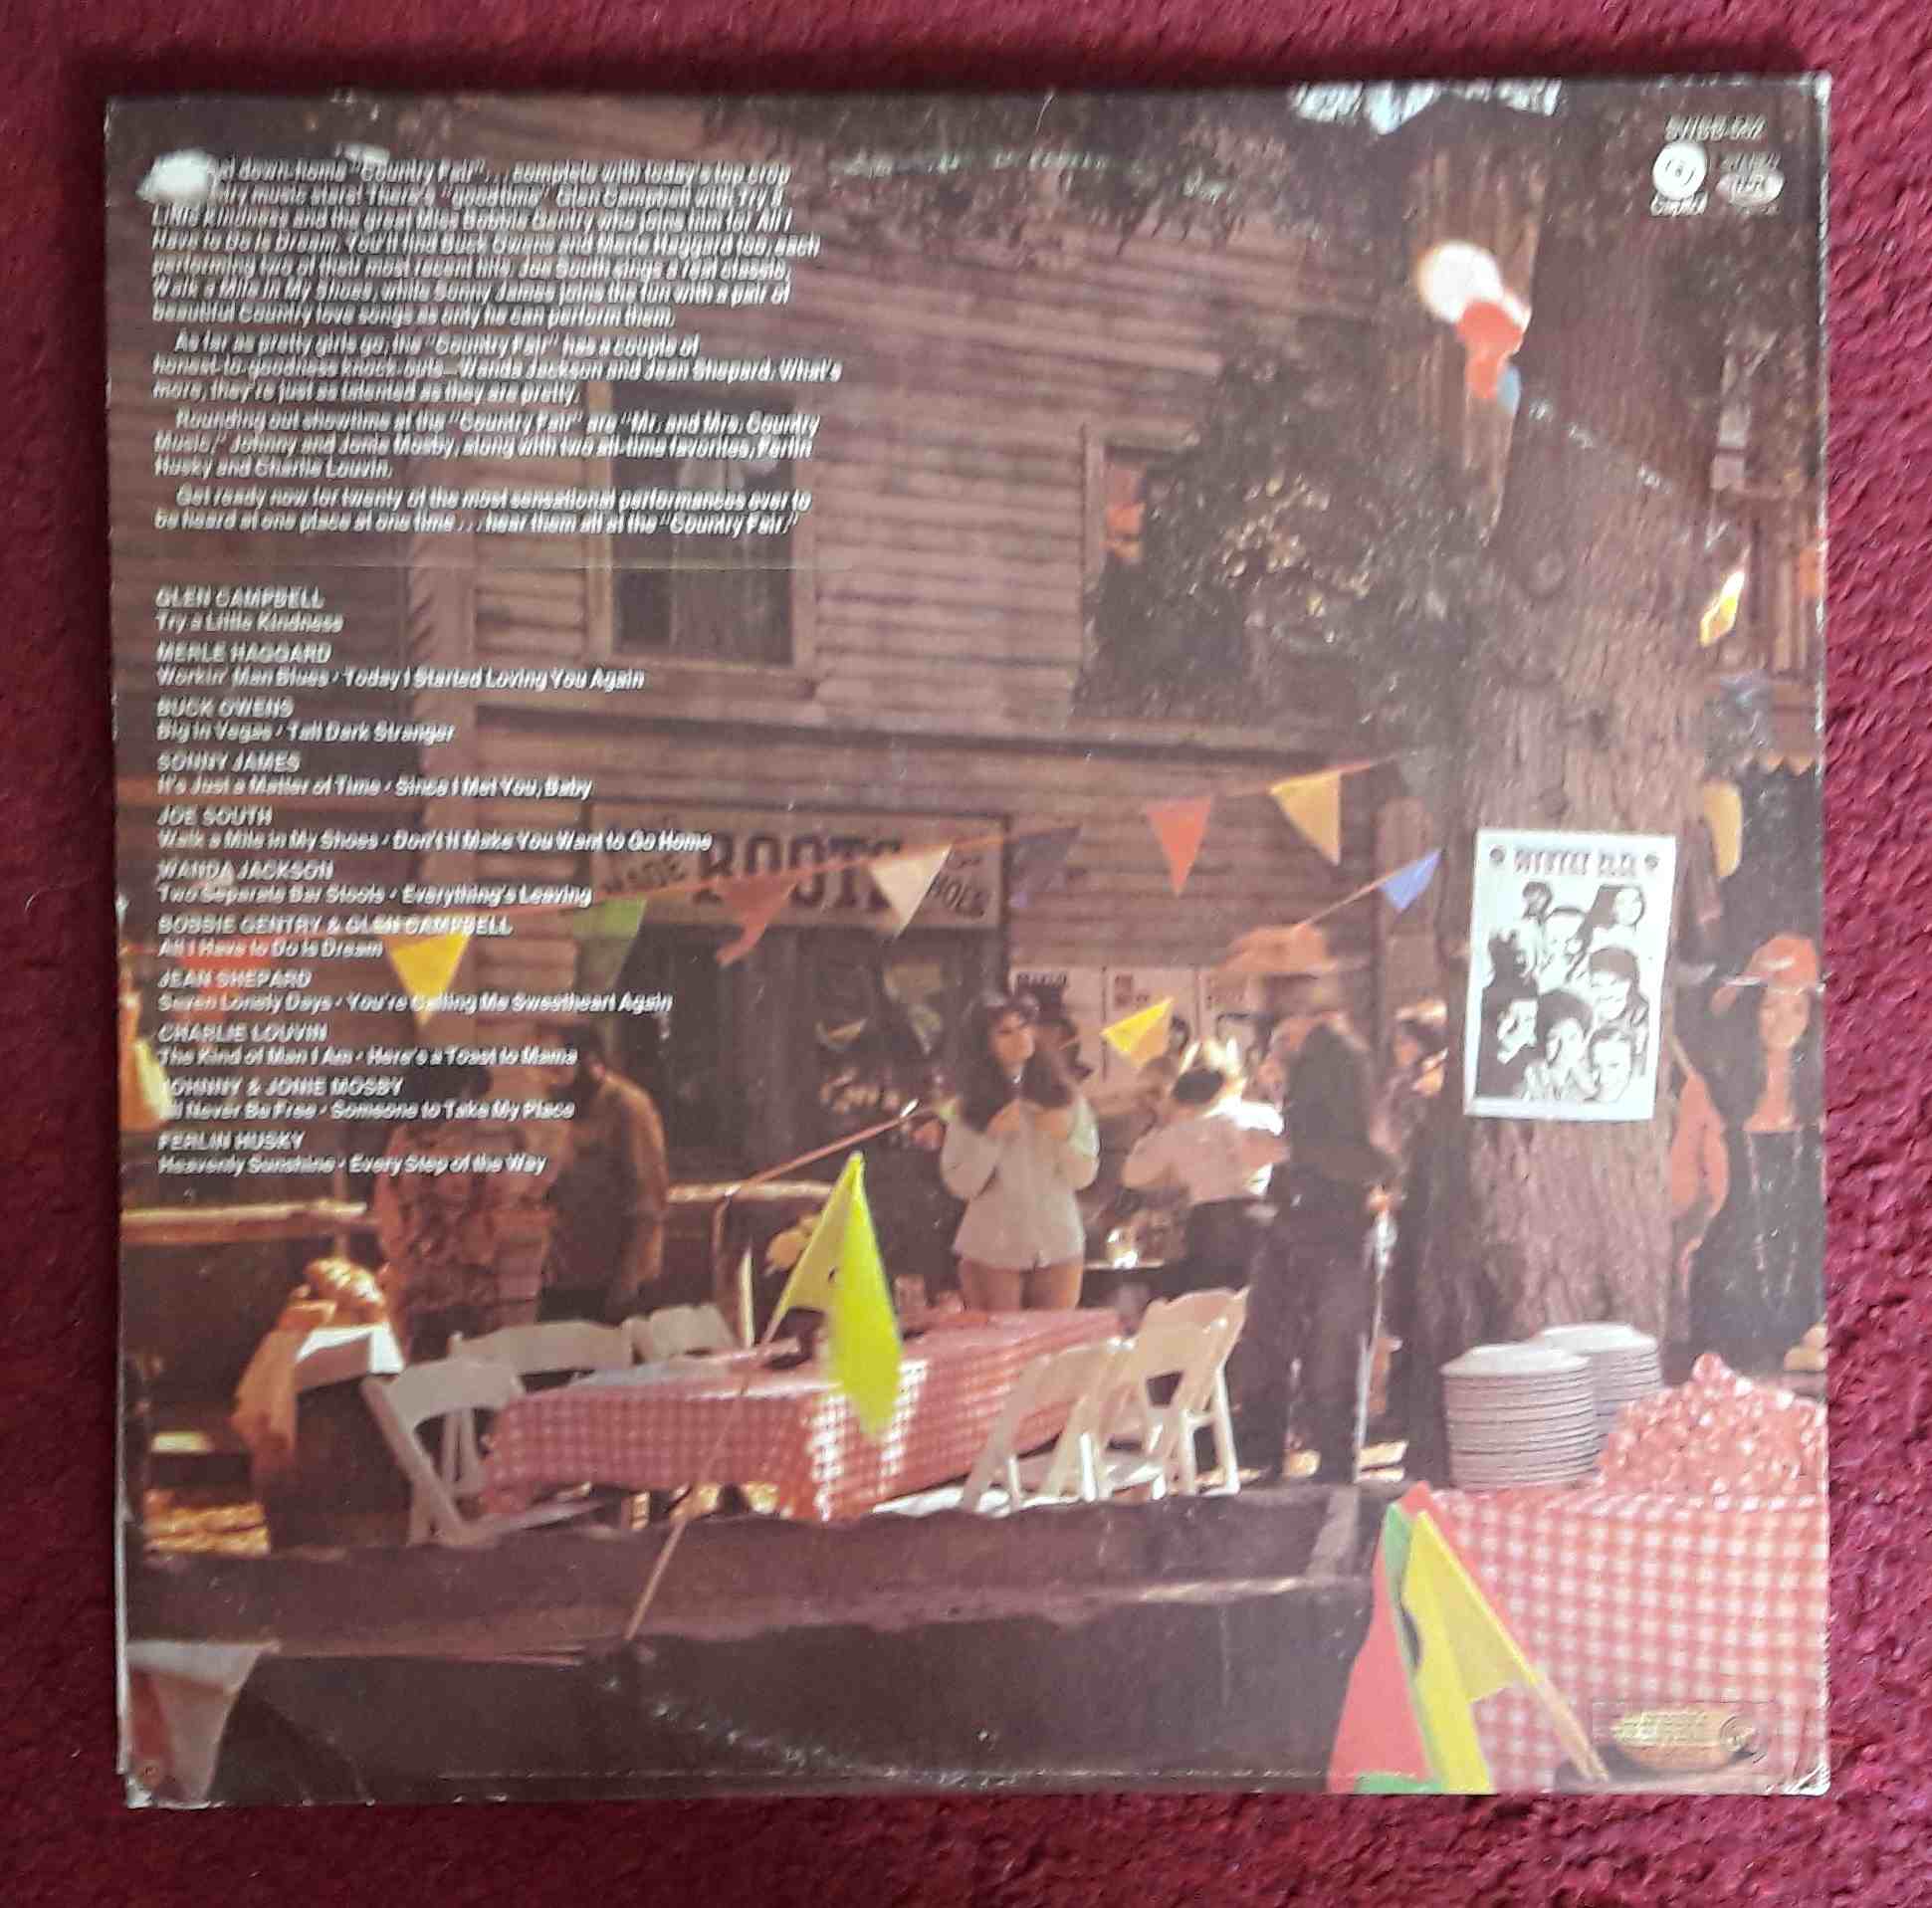 down-home "Country Fair" ... complete with today's top crop
music stars! There's "goodtime" Glen Campbell with Try a
Little Kindness, and the great Miss Bobbie Gentry who joins him for All I
Have to Do is Dream. You'll find Buck Owens and Merle Haggard too, each
performing two of their most recent hits. Joe South sings a real classic,
Walk a Mile in My Shoes, while Sonny James joins the fun with a pair of
beautiful Country love songs as only he can perform them.
As far as pretty girls go, the "Country Fair" has a couple of
honest-to-goodness knock outs—Wanda Jackson and Jean Shepard. What's
more, they're just as talented as they are pretty.
Rounding out showtime at the "Country Fair" are "Mr. and Mrs. Country
Music," Johnny and Jonie Mosby, along with two all-time favorites, Ferlin
Husky and Charlie Louvin.
Get ready now for twenty of the most sensational performances ever to
be heard at one place at one time . . . hear them all at the "Country Fair."
GLEN CAMPBELL
Try a Little Kindness
MERLE HAGGARD
Workin' Man Blues • Today I Started Loving You Again
BUCK OWENS
Big in Vegas • Tall Dark Stranger
SONNY JAMES
It's Just a Matter of Time • Since I Met You, Baby
JOE SOUTH
Walk a Mile in My Shoes • Don't It Make You Want to Go Home
WANDA JACKSON
Two Separate Bar Stools • Everything's Leaving
BOBBIE GENTRY & GLEN CAMPBELL
All I Have to Do Is Dream
JEAN SHEPARD
Seven Lonely Days • You're Calling Me Sweetheart Again
CHARLIE LOUVIN
The Kind of Man I Am • Here's a Toast to Mama
JOHNNY & JONIE MOSBY
I'll Never Be Free • Someone to Take My Place
FERLIN HUSKY
Heavenly Sunshine • Every Step of the Way
Capitol
MADE BOOTS
COUNTRY FAIR